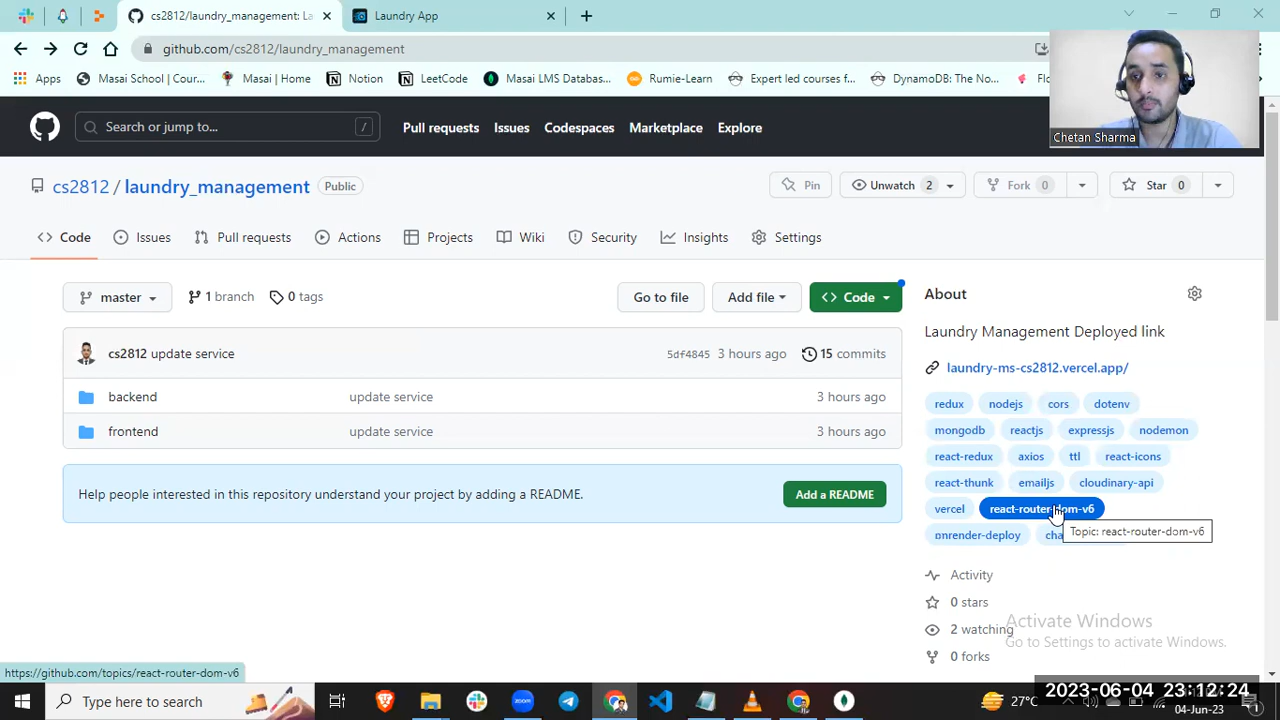 cs2812/laundry_management: La
Laundry App
github.com/cs2812/laundry_management
Apps
Masai School | Cour...
Masai | Home
Notion
LeetCode
Masai LMS Databas...
Rumie-Learn
Expert led courses f...
DynamoDB: The No...
Flo
Search or jump to...
/
Pull requests
Issues
Codespaces
Marketplace
Explore
Chetan Sharma
cs2812 / laundry_management
Public
Pin
Unwatch 2
Fork 0
Star 0
Code
Issues
Pull requests
Actions
Projects
Wiki
Security
Insights
Settings
master
1 branch
0 tags
Go to file
Add file
Code
cs2812 update service
5df4845 3 hours ago
15 commits
backend
update service
3 hours ago
frontend
update service
3 hours ago
Help people interested in this repository understand your project by adding a README.
Add a README
About
Laundry Management Deployed link
laundry-ms-cs2812.vercel.app/
redux nodejs cors dotenv
mongodb reactjs expressjs nodemon
react-redux axios ttl react-icons
react-thunk emailjs cloudinary-api
vercel react-router-dom-v6
Topic: react-router-dom-v6
onrender-deploy cha
Activity
0 stars
2 watching
0 forks
Activate Windows
Go to Settings to activate Windows.
https://github.com/topics/react-router-dom-v6
Type here to search
zoom
27°C
2023-06-04 23:12:24
04-Jun-23